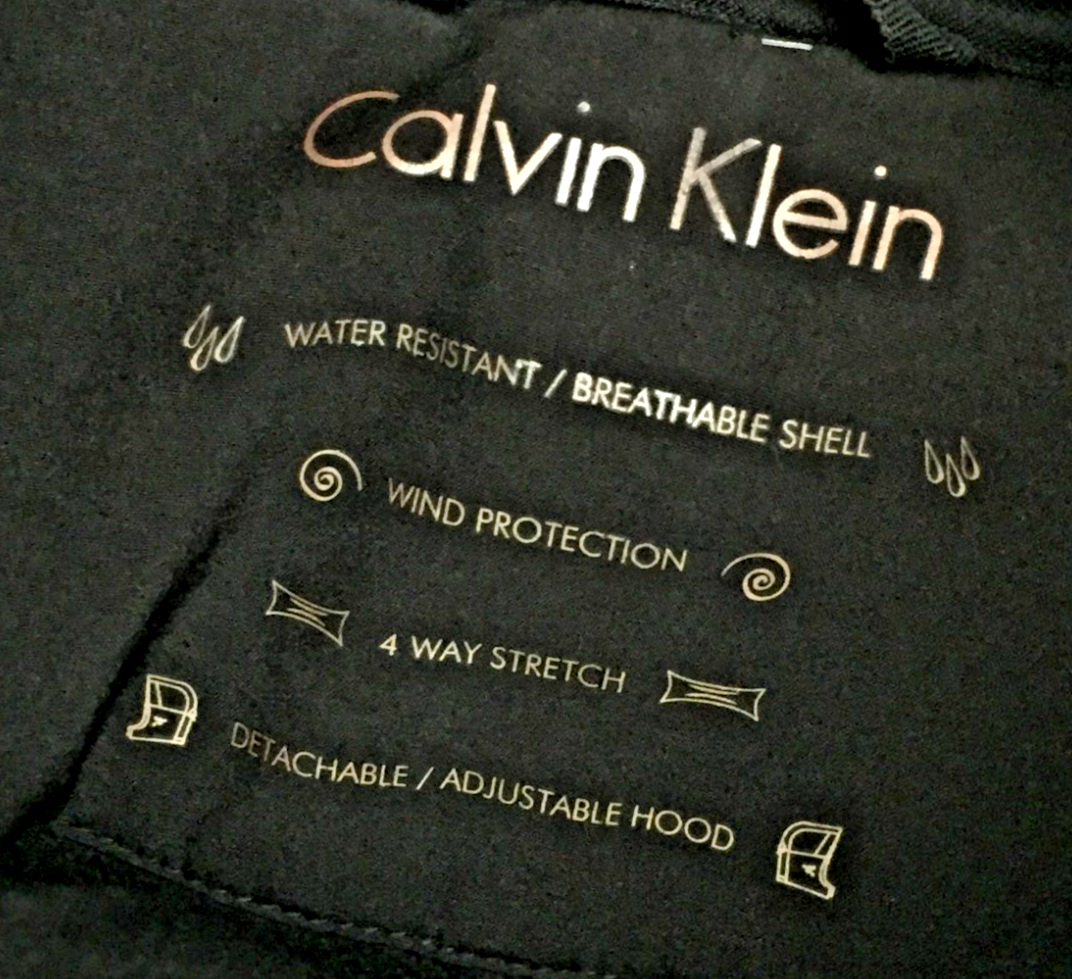 Calvin Klein
WATER RESISTANT / BREATHABLE SHELL
WIND PROTECTION
4 WAY STRETCH
DETACHABLE / ADJUSTABLE HOOD